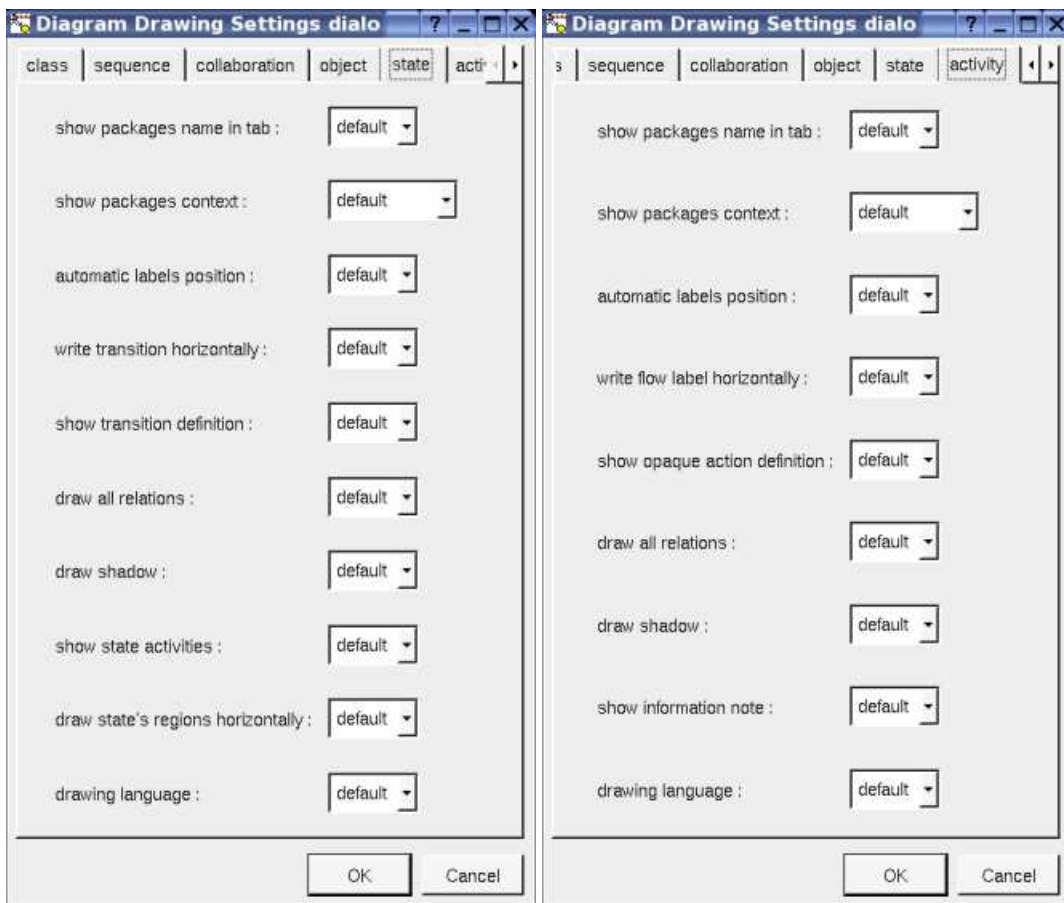 Diagram Drawing Settings dialo
class sequence collaboration object state
show packages name in tab : default
show packages context : default
automatic labels position : default
write transition horizontally : default
show transition definition : default
draw all relations : default
draw shadow : default
show state activities : default
draw state's regions horizontally : default
drawing language : default
OK Cancel
Diagram Drawing Settings dialo
s sequence collaboration object state activity
show packages name in tab : default
show packages context : default
automatic labels position : default
write flow label horizontally : default
show opaque action definition : default
draw all relations : default
draw shadow : default
show information note : default
drawing language : default
OK Cancel